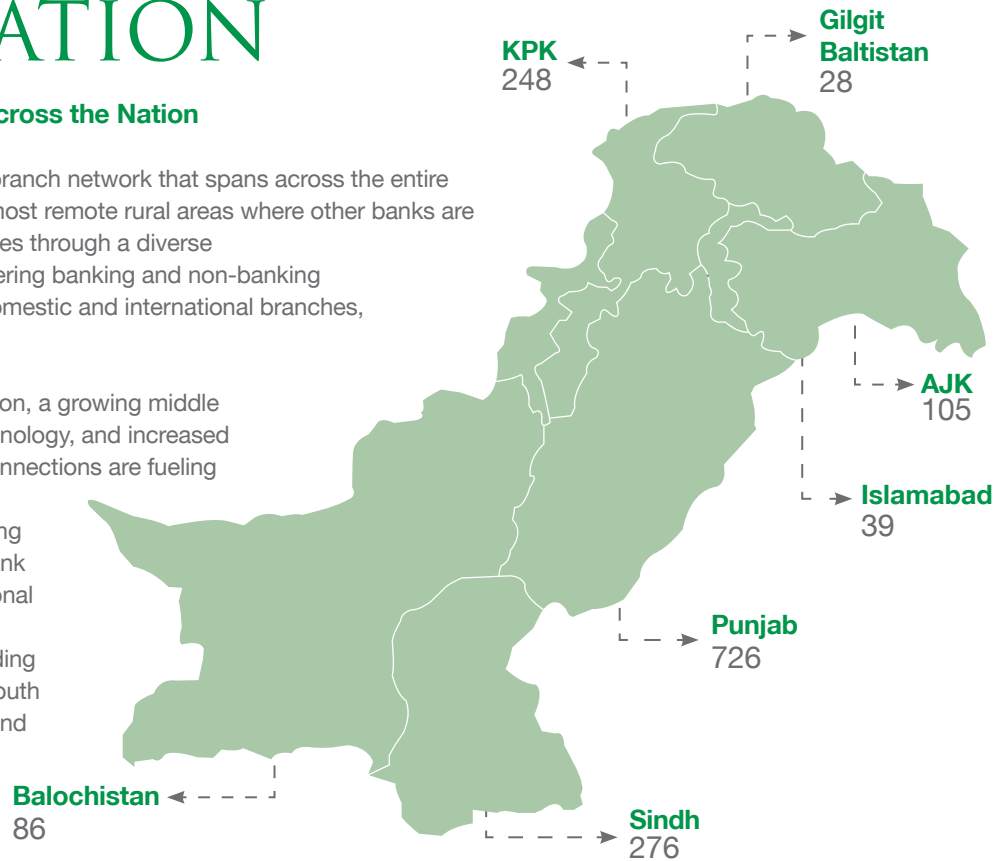 ATION
cross the Nation
branch network that spans across the entire
most remote rural areas where other banks are
es through a diverse
ering banking and non-banking
omestic and international branches,
on, a growing middle
nology, and increased
nnections are fueling
ng
nk
onal
ding
outh
nd
KPK
248
Gilgit
Baltistan
28
AJK
105
Islamabad
39
Punjab
726
Balochistan
86
Sindh
276